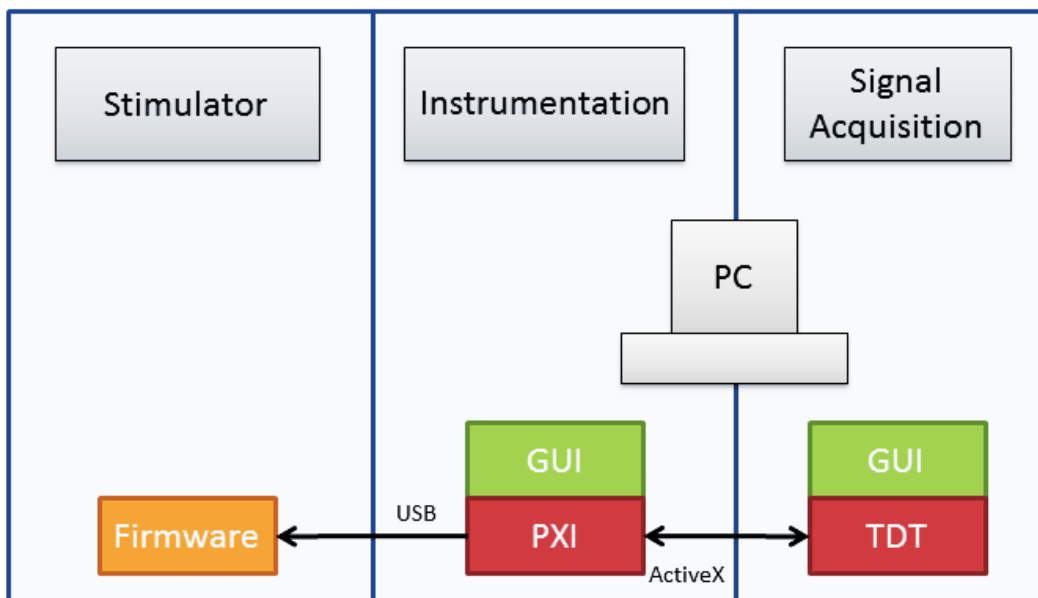 Stimulator
Instrumentation
Signal
Acquisition
PC
GUI
GUI
Firmware
USB
PXI
ActiveX
TDT